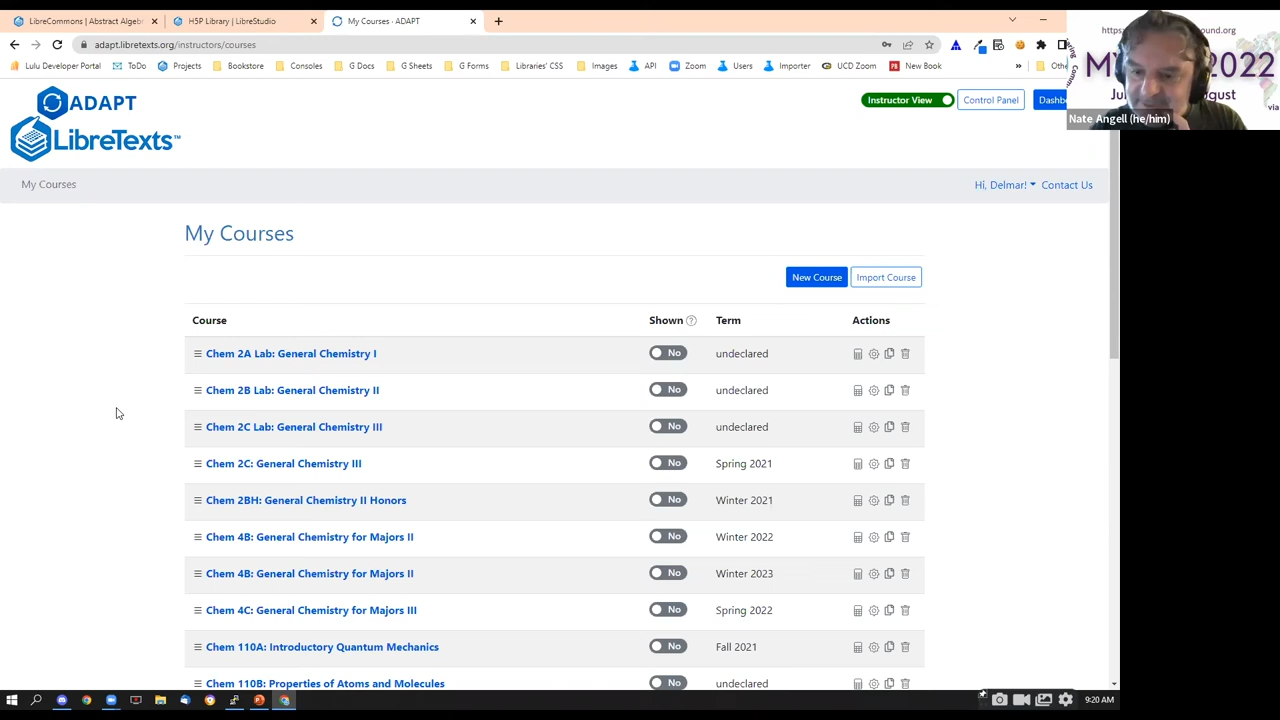 LibreCommons | Abstract Algeb
H5P Library | LibreStudio
My Courses - ADAPT
adapt.libretexts.org/instructors/courses
Lulu Developer Portal ToDo Projects Bookstore Consoles G Docs G Sheets G Forms Libraries' CSS Images API Zoom Users Importer UCD Zoom New Book » Othe
ADAPT
LibreTexts™
Instructor View Control Panel Dashb
Nate Angell (he/him)
2022
via
My Courses Hi, Delmar! Contact Us
My Courses
New Course Import Course
Course Shown Term Actions
Chem 2A Lab: General Chemistry I No undeclared
Chem 2B Lab: General Chemistry II No undeclared
Chem 2C Lab: General Chemistry III No undeclared
Chem 2C: General Chemistry III No Spring 2021
Chem 2BH: General Chemistry II Honors No Winter 2021
Chem 4B: General Chemistry for Majors II No Winter 2022
Chem 4B: General Chemistry for Majors II No Winter 2023
Chem 4C: General Chemistry for Majors III No Spring 2022
Chem 110A: Introductory Quantum Mechanics No Fall 2021
Chem 110B: Properties of Atoms and Molecules No undeclared
9:20 AM